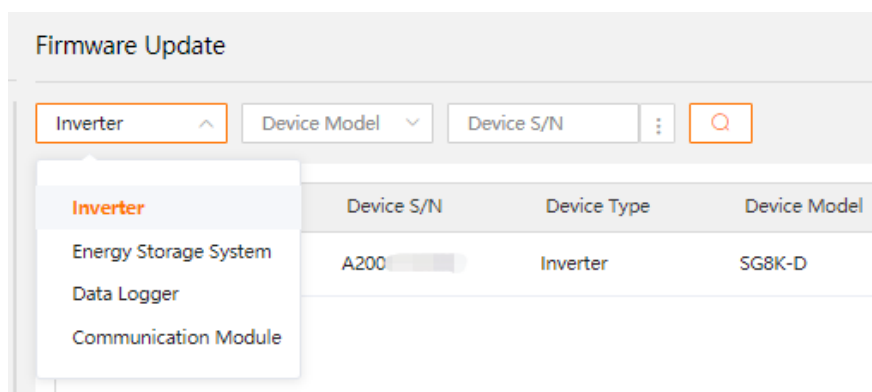 Firmware Update
Inverter Device Model Device S/N
Inverter
Energy Storage System
Data Logger
Communication Module
Device S/N Device Type Device Model
A200 Inverter SG8K-D